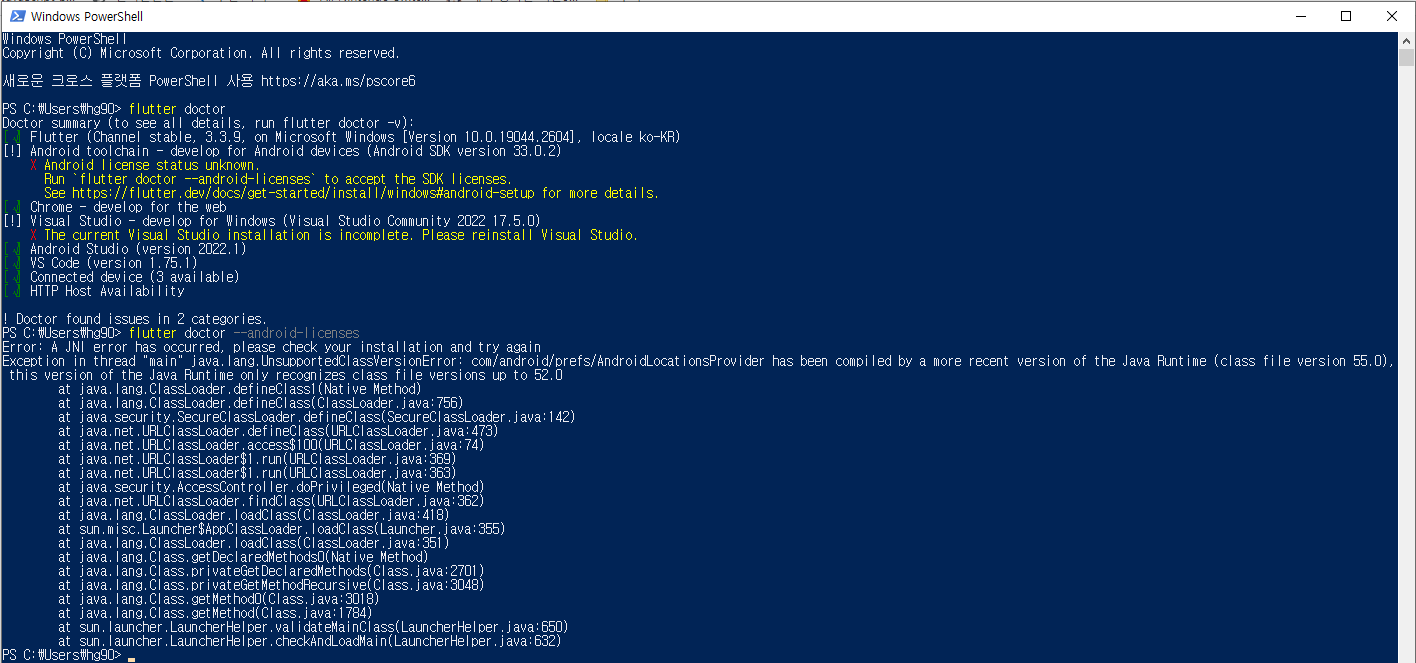 Windows PowerShell
Windows PowerShell
Copyright (C) Microsoft Corporation. All rights reserved.
새로운 크로스 플랫폼 PowerShell 사용 https://aka.ms/pscore6
PS C:₩Users₩hg90> flutter doctor
Doctor summary (to see all details, run flutter doctor -v):
[√] Flutter (Channel stable, 3.3.9, on Microsoft Windows [Version 10.0.19044.2604], locale ko-KR)
[!] Android toolchain - develop for Android devices (Android SDK version 33.0.2)
X Android license status unknown.
Run `flutter doctor --android-licenses` to accept the SDK licenses.
See https://flutter.dev/docs/get-started/install/windows#android-setup for more details.
[√] Chrome - develop for the web
[!] Visual Studio - develop for Windows (Visual Studio Community 2022 17.5.0)
X The current Visual Studio installation is incomplete. Please reinstall Visual Studio.
[√] Android Studio (version 2022.1)
[√] VS Code (version 1.75.1)
[√] Connected device (3 available)
[√] HTTP Host Availability
! Doctor found issues in 2 categories.
PS C:₩Users₩hg90> flutter doctor --android-licenses
Error: A JNI error has occurred, please check your installation and try again
Exception in thread "main" java.lang.UnsupportedClassVersionError: com/android/prefs/AndroidLocationsProvider has been compiled by a more recent version of the Java Runtime (class file version 55.0),
this version of the Java Runtime only recognizes class file versions up to 52.0
at java.lang.ClassLoader.defineClass1(Native Method)
at java.lang.ClassLoader.defineClass(ClassLoader.java:756)
at java.security.SecureClassLoader.defineClass(SecureClassLoader.java:142)
at java.net.URLClassLoader.defineClass(URLClassLoader.java:473)
at java.net.URLClassLoader.access$100(URLClassLoader.java:74)
at java.net.URLClassLoader$1.run(URLClassLoader.java:369)
at java.net.URLClassLoader$1.run(URLClassLoader.java:363)
at java.security.AccessController.doPrivileged(Native Method)
at java.net.URLClassLoader.findClass(URLClassLoader.java:362)
at java.lang.ClassLoader.loadClass(ClassLoader.java:418)
at sun.misc.Launcher$AppClassLoader.loadClass(Launcher.java:355)
at java.lang.ClassLoader.loadClass(ClassLoader.java:351)
at java.lang.Class.getDeclaredMethods0(Native Method)
at java.lang.Class.privateGetDeclaredMethods(Class.java:2701)
at java.lang.Class.privateGetMethodRecursive(Class.java:3048)
at java.lang.Class.getMethod0(Class.java:3018)
at java.lang.Class.getMethod(Class.java:1784)
at sun.launcher.LauncherHelper.validateMainClass(LauncherHelper.java:650)
at sun.launcher.LauncherHelper.checkAndLoadMain(LauncherHelper.java:632)
PS C:₩Users₩hg90>